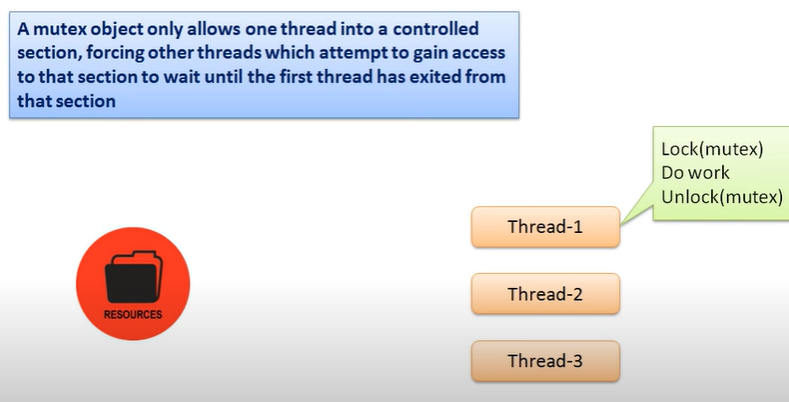 A mutex object only allows one thread into a controlled
section, forcing other threads which attempt to gain access
to that section to wait until the first thread has exited from
that section
Lock(mutex)
Do work
Unlock(mutex)
Thread-1
Thread-2
Thread-3
RESOURCES